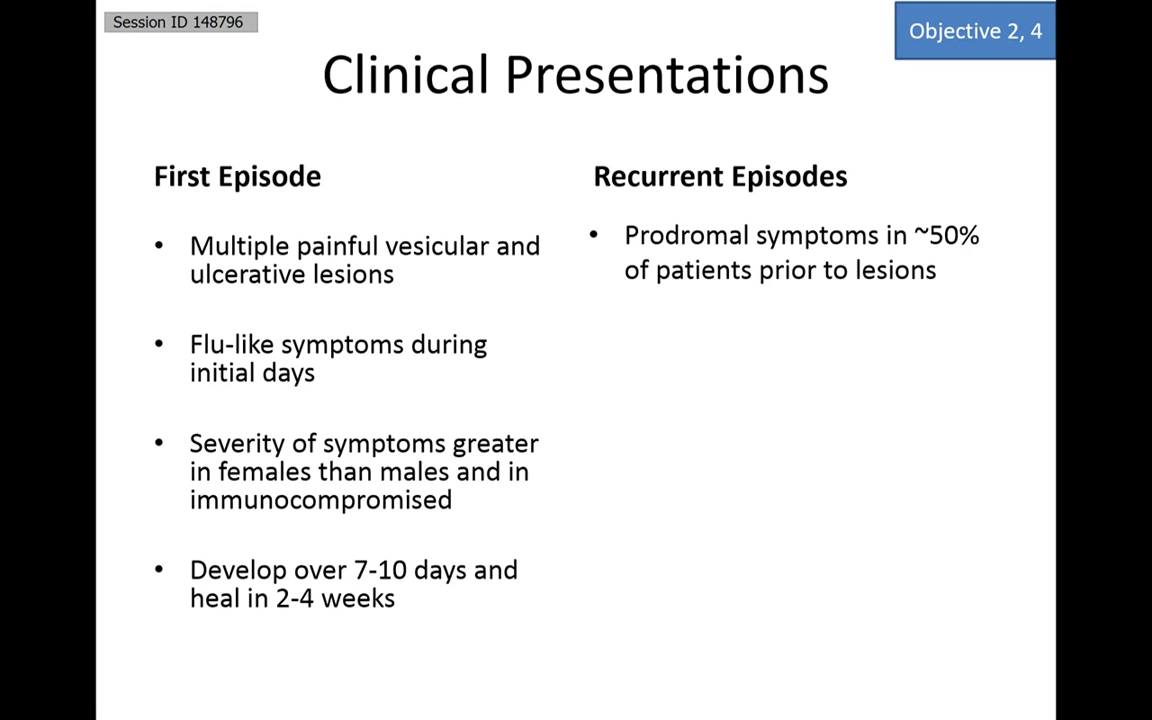 Session ID 148796
Objective 2, 4
Clinical Presentations
First Episode
• Multiple painful vesicular and
ulcerative lesions
• Flu-like symptoms during
initial days
• Severity of symptoms greater
in females than males and in
immunocompromised
• Develop over 7-10 days and
heal in 2-4 weeks
Recurrent Episodes
• Prodromal symptoms in ~50%
of patients prior to lesions